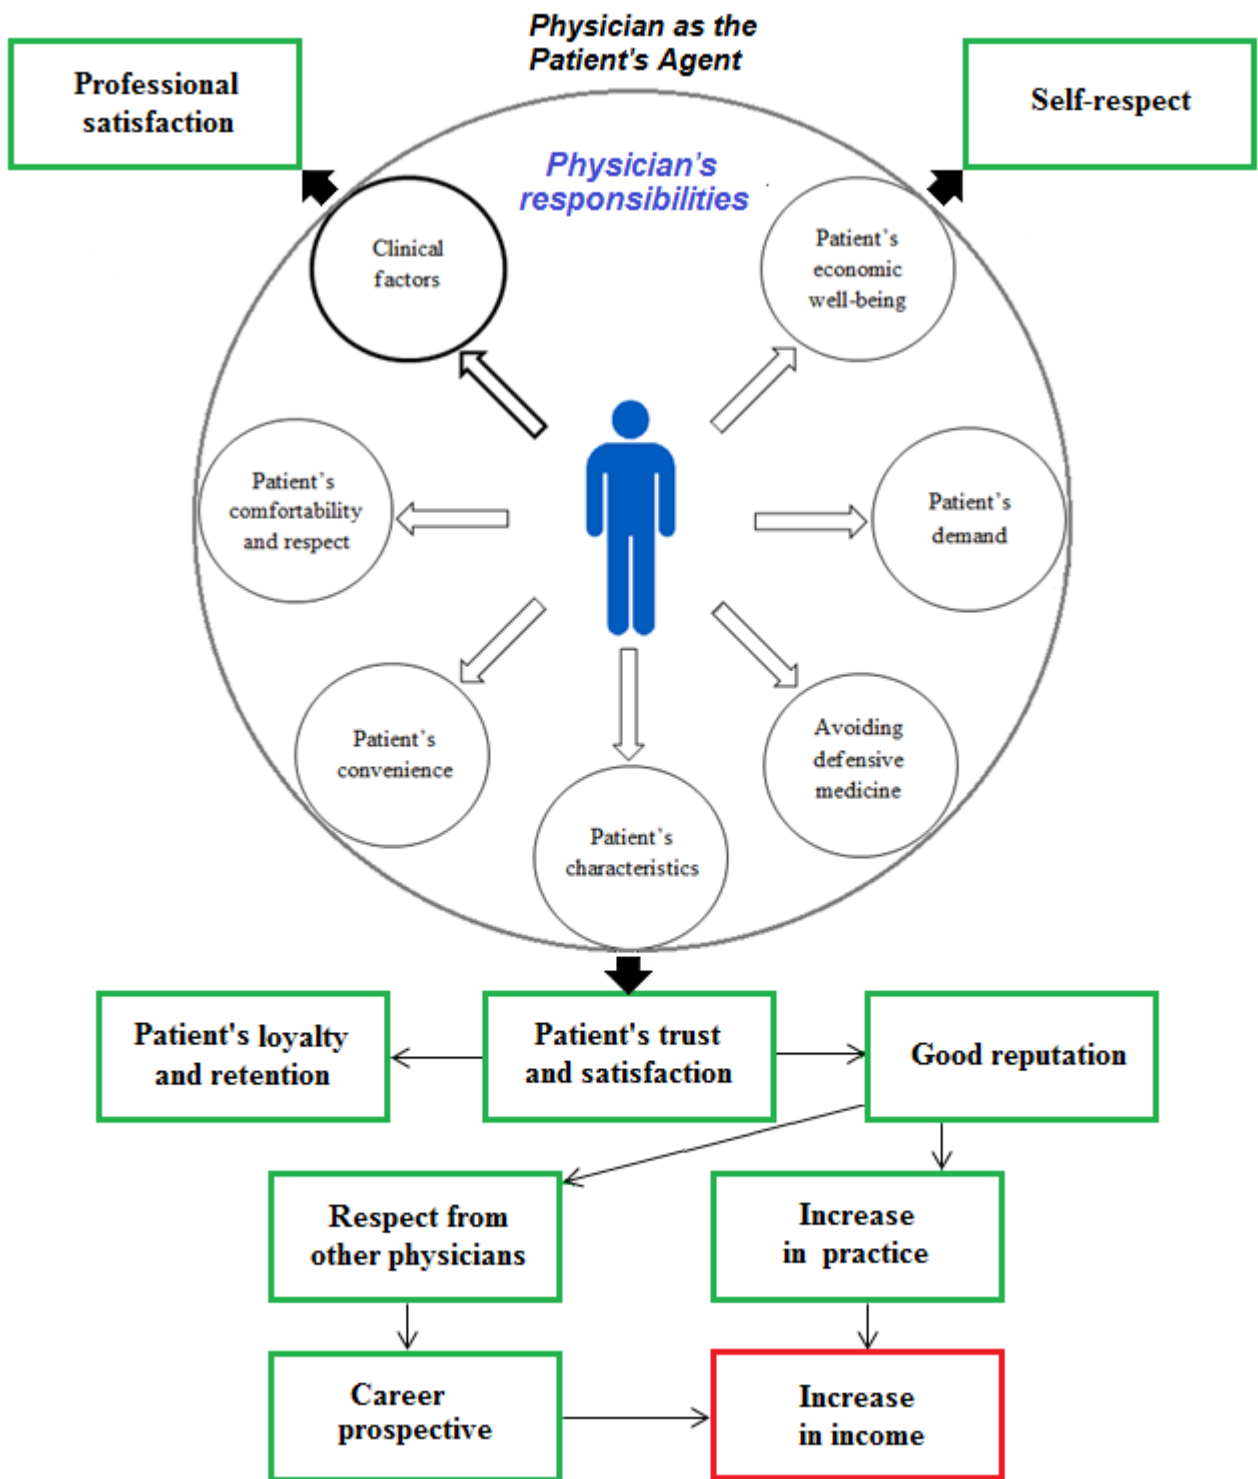 Physician as the
Patient's Agent
Professional
satisfaction
Self-respect
Physician's
responsibilities
Clinical
factors
Patient's
economic
well-being
Patient's
comfortability
and respect
Patient's
demand
Patient's
convenience
Avoiding
defensive
medicine
Patient's
characteristics
Patient's loyalty
and retention
Patient's trust
and satisfaction
Good reputation
Respect from
other physicians
Increase
in practice
Career
prospective
Increase
in income